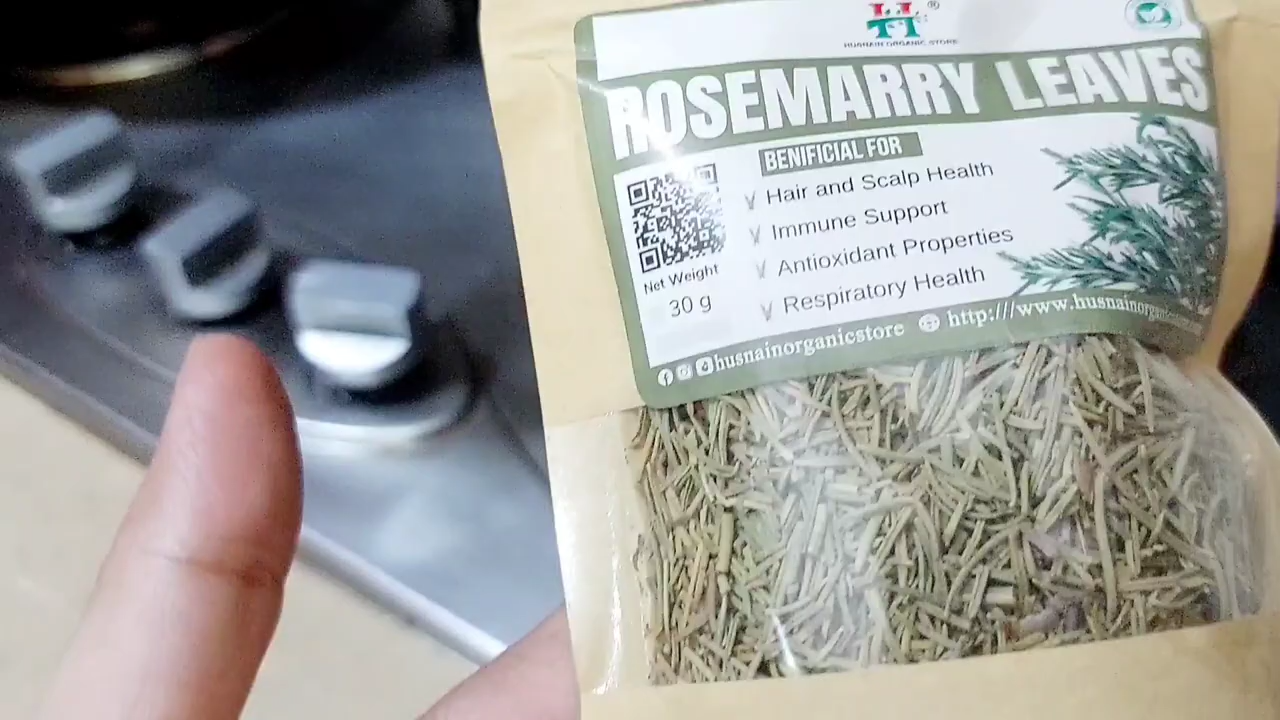 HUSNAIN ORGANIC STORE
ROSEMARRY LEAVES
BENIFICIAL FOR
Hair and Scalp Health
Immune Support
Antioxidant Properties
Respiratory Health
Net Weight
30 g
husnainorganicstore
http:///www.husnainorganic